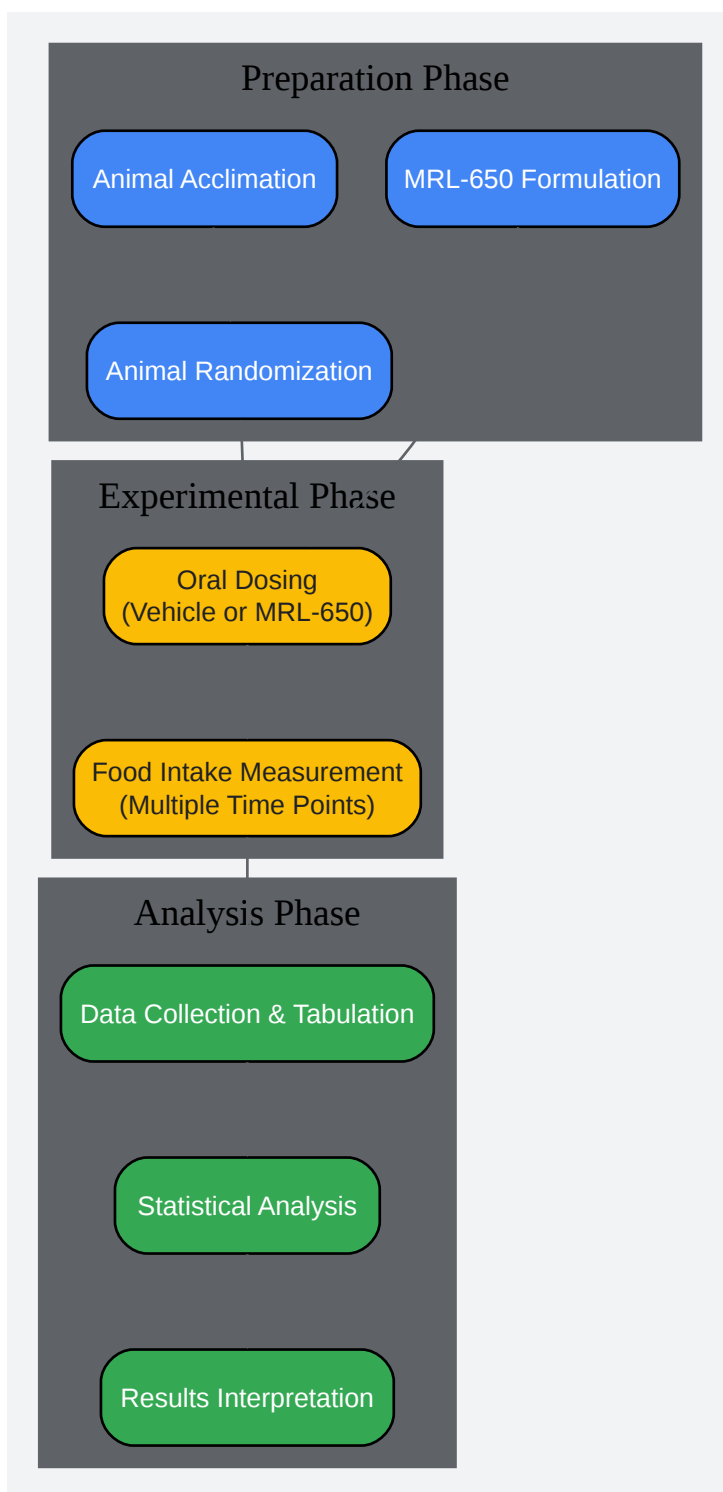 Preparation Phase
Animal Acclimation
MRL-650 Formulation
Animal Randomization
Experimental Phase
Oral Dosing
(Vehicle or MRL-650)
Food Intake Measurement
(Multiple Time Points)
Analysis Phase
Data Collection & Tabulation
Statistical Analysis
Results Interpretation